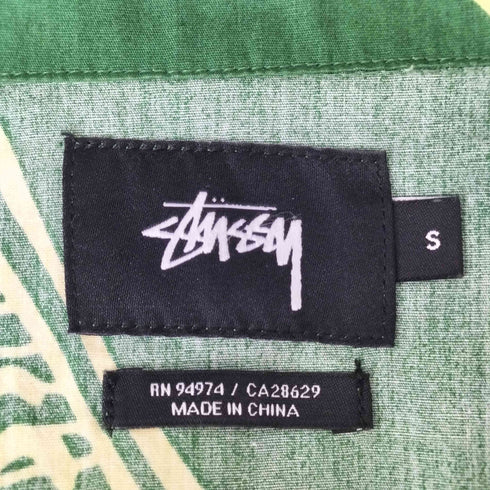 Stüssy
S
RN 94974 / CA28629
MADE IN CHINA